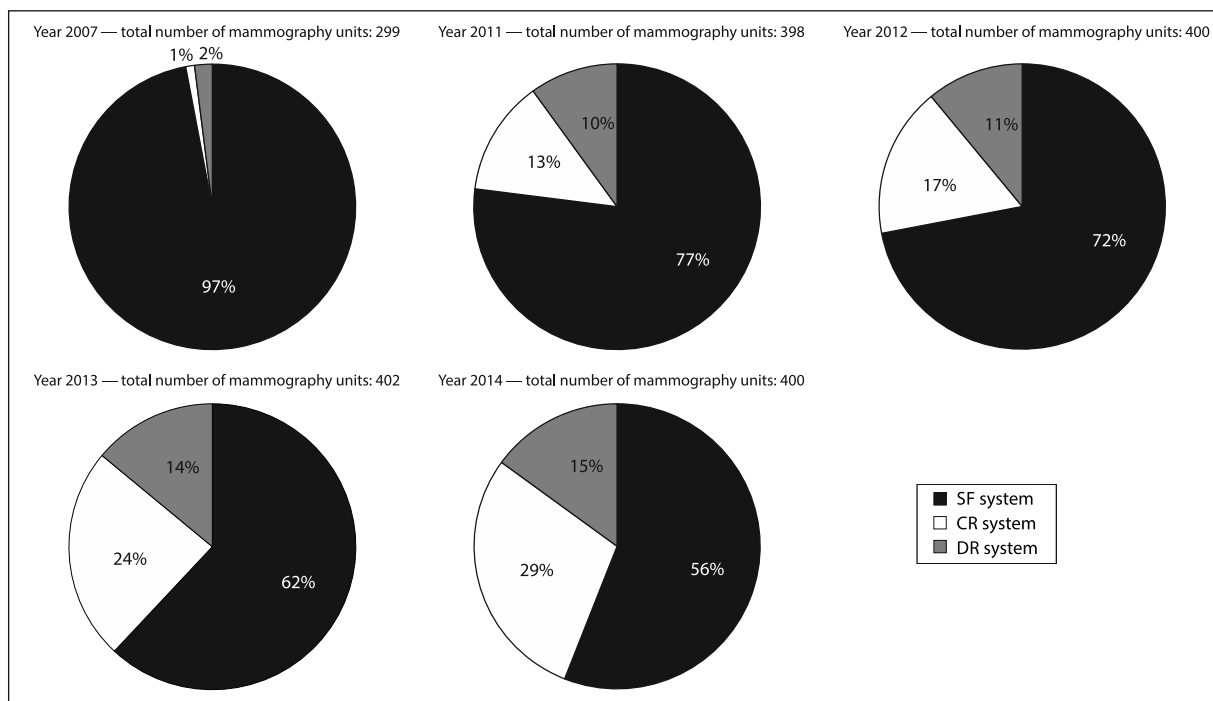 Year 2007 — total number of mammography units: 299
1%
2%
97%
Year 2011 — total number of mammography units: 398
10%
13%
77%
Year 2012 — total number of mammography units: 400
11%
17%
72%
Year 2013 — total number of mammography units: 402
14%
24%
62%
Year 2014 — total number of mammography units: 400
15%
29%
56%
SF system
CR system
DR system